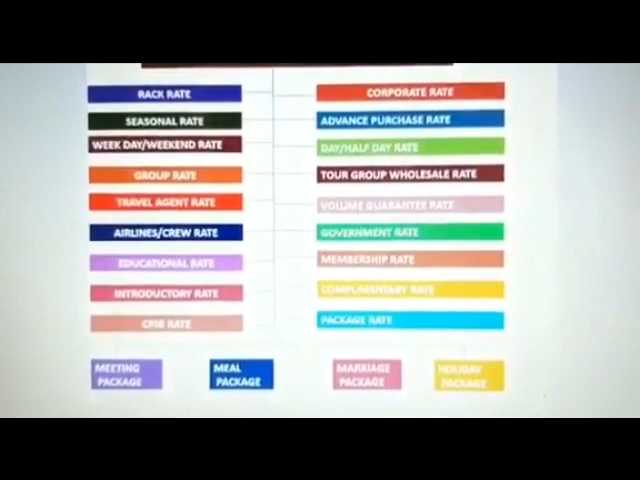 RACK RATE
SEASONAL RATE
WEEK DAY/WEEKEND RATE
GROUP RATE
TRAVEL AGENT RATE
AIRLINES/CREW RATE
EDUCATIONAL RATE
INTRODUCTORY RATE
CRIB RATE
CORPORATE RATE
ADVANCE PURCHASE RATE
DAY/HALF DAY RATE
TOUR GROUP WHOLESALE RATE
VOLUME GUARANTEE RATE
GOVERNMENT RATE
MEMBERSHIP RATE
COMPLIMENTARY RATE
PACKAGE RATE
MEETING
PACKAGE
MEAL
PACKAGE
MARRIAGE
PACKAGE
HOLIDAY
PACKAGE